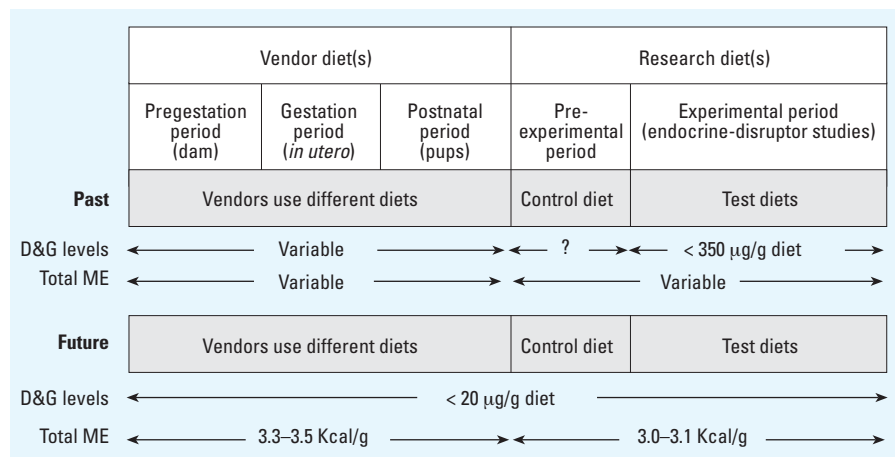 Vendor diet(s) Research diet(s)
Pregestation period (dam) Gestation period (in utero) Postnatal period (pups) Pre-experimental period Experimental period (endocrine-disruptor studies)
Past Vendors use different diets Control diet Test diets
D&G levels Variable ? < 350 μg/g diet
Total ME Variable Variable
Future Vendors use different diets Control diet Test diets
D&G levels < 20 μg/g diet
Total ME 3.3–3.5 Kcal/g 3.0–3.1 Kcal/g